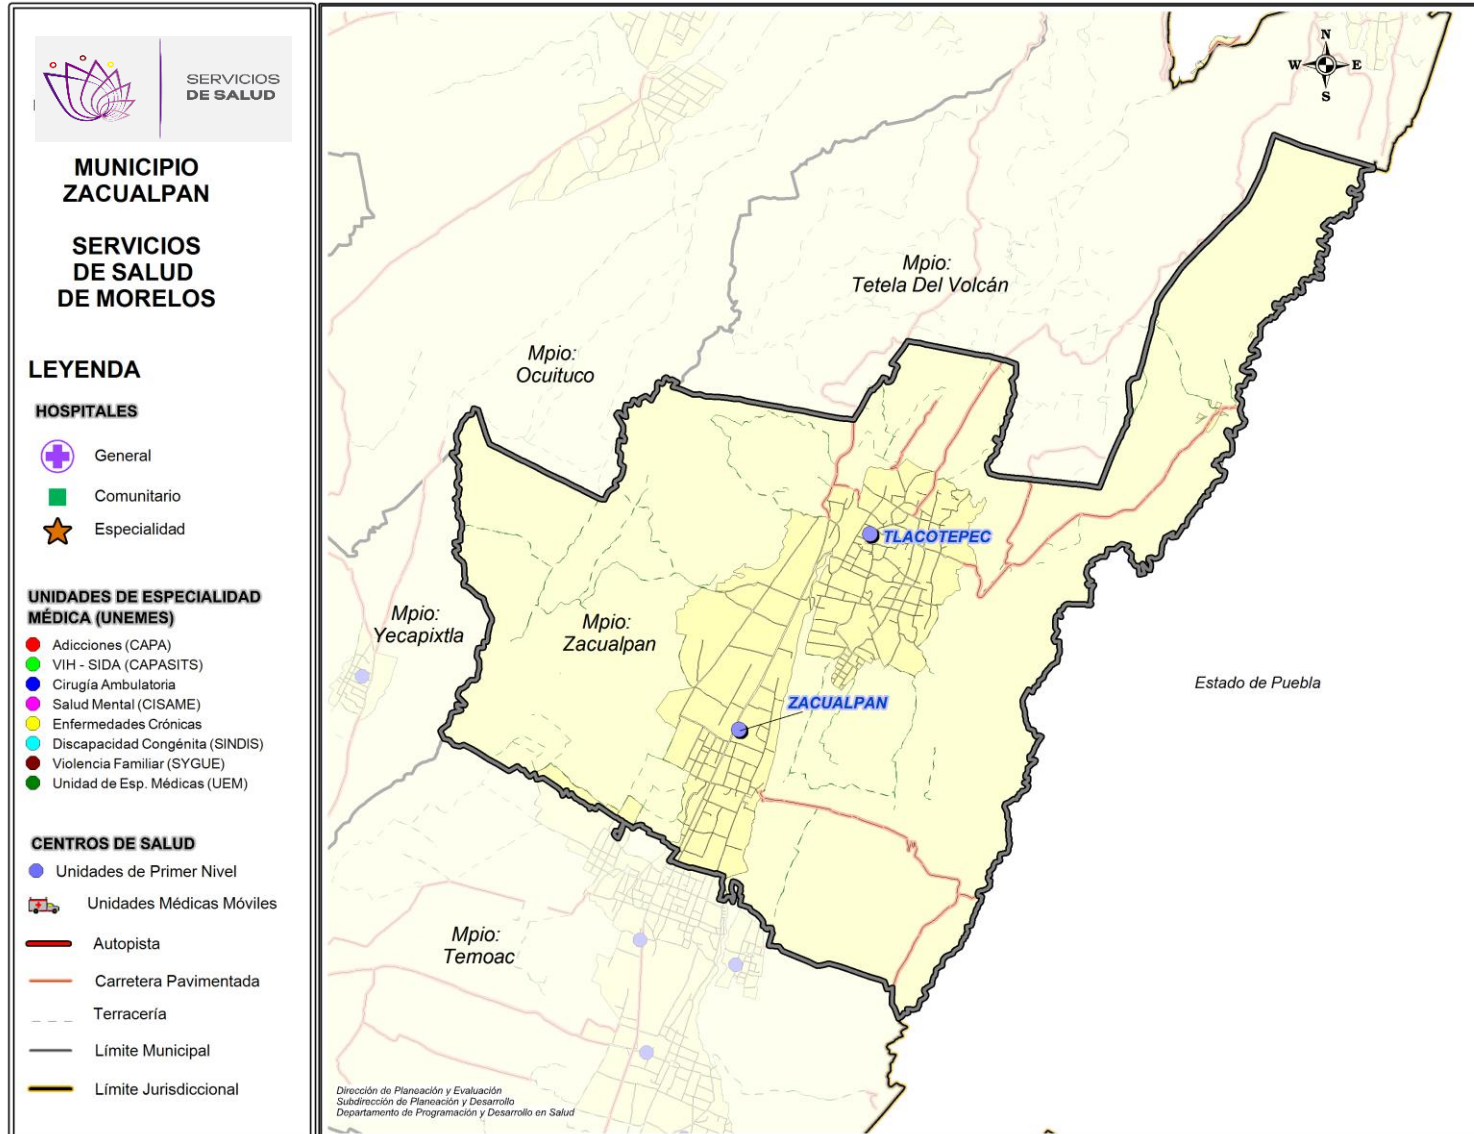 SERVICIOS
DE SALUD
MUNICIPIO
ZACUALPAN
SERVICIOS
DE SALUD
DE MORELOS
LEYENDA
HOSPITALES
General
Comunitario
Especialidad
UNIDADES DE ESPECIALIDAD
MÉDICA (UNEMES)
Adicciones (CAPA)
VIH - SIDA (CAPASITS)
Cirugía Ambulatoria
Salud Mental (CISAME)
Enfermedades Crónicas
Discapacidad Congénita (SINDIS)
Violencia Familiar (SYGUE)
Unidad de Esp. Médicas (UEM)
CENTROS DE SALUD
Unidades de Primer Nivel
Unidades Médicas Móviles
Autopista
Carretera Pavimentada
Terracería
Límite Municipal
Límite Jurisdiccional
N
W E
S
Mpio:
Tetela Del Volcán
Mpio:
Ocuituco
TLACOTEPEC
Mpio:
Yecapixtla
Mpio:
Zacualpan
Estado de Puebla
ZACUALPAN
Mpio:
Temoac
Dirección de Planeación y Evaluación
Subdirección de Planeación y Desarrollo
Departamento de Programación y Desarrollo en Salud